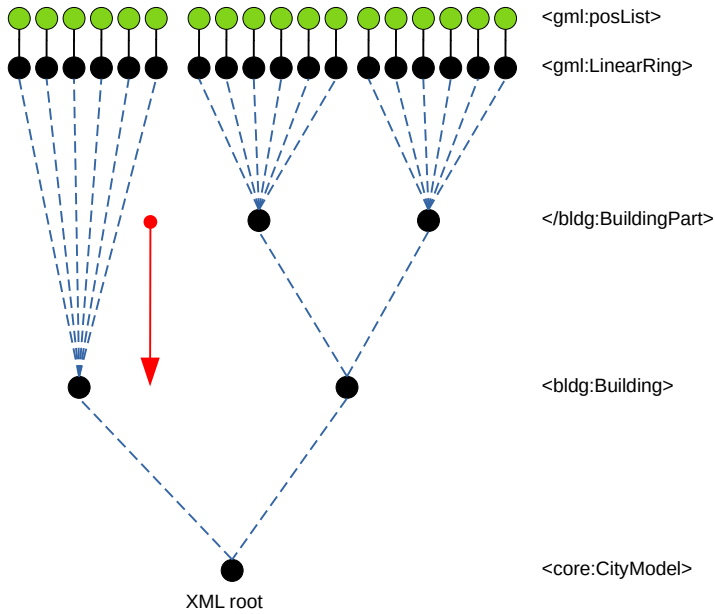 <gml:posList>
<gml:LinearRing>
</bldg:BuildingPart>
<bldg:Building>
<core:CityModel>
XML root